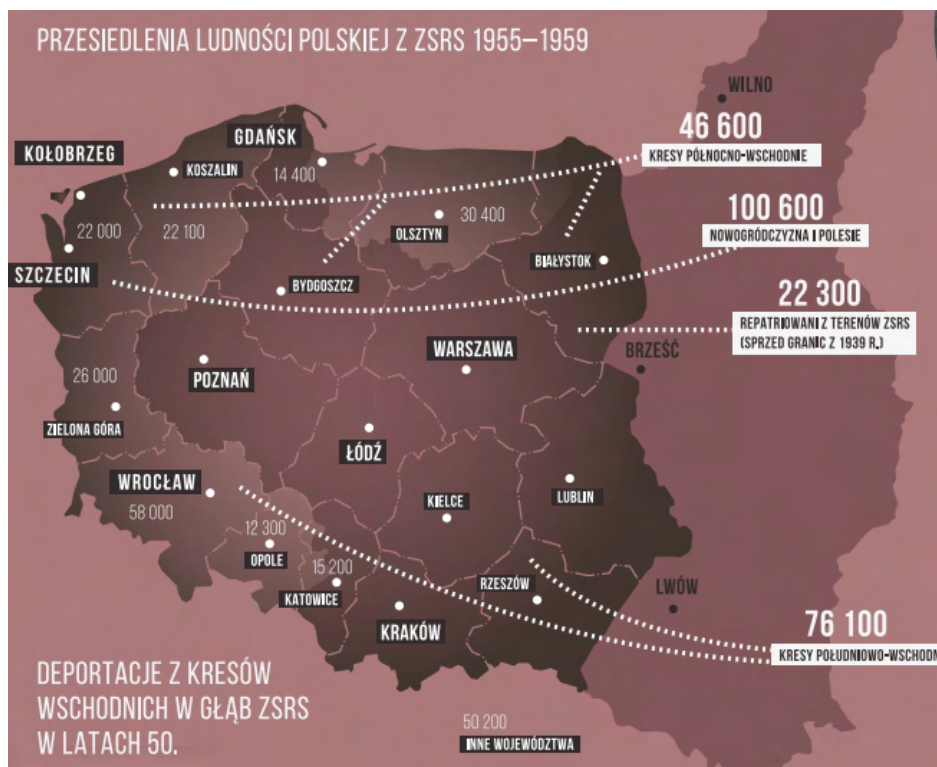 PRZESIEDLENIA LUDNOŚCI POLSKIEJ Z ZSRS 1955–1959
WILNO
46 600
KRESY PÓŁNOCNO-WSCHODNIE
GDAŃSK
14 400
KOŁOBRZEG
KOSZALIN
22 000
22 100
30 400
OLSZTYN
100 600
NOWOGRÓDCZYZNA I POLESIE
SZCZECIN
BYDGOSZCZ
BIAŁYSTOK
22 300
REPATRIOWANI Z TERENÓW ZSRS
(SPRZED GRANIC Z 1939 R.)
BRZEŚĆ
WARSZAWA
POZNAŃ
26 000
ZIELONA GÓRA
ŁÓDŹ
WROCŁAW
58 000
KIELCE
LUBLIN
12 300
OPOLE
15 200
KATOWICE
RZESZÓW
LWÓW
KRAKÓW
76 100
KRESY POŁUDNIOWO-WSCHODN
DEPORTACJE Z KRESÓW
WSCHODNICH W GŁĄB ZSRS
W LATACH 50.
50 200
INNE WOJEWÓDZTWA